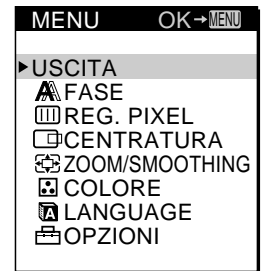 MENU OK→MENU
▶USCITA
FASE
REG. PIXEL
CENTRATURA
ZOOM/SMOOTHING
COLORE
LANGUAGE
OPZIONI